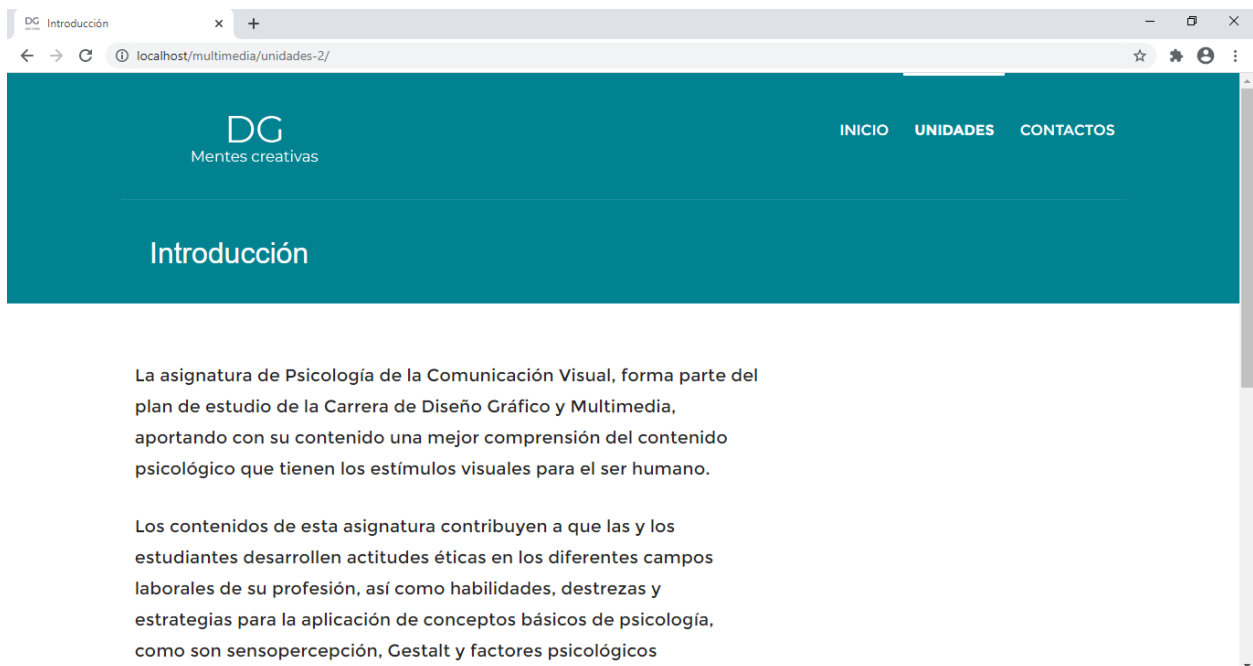 DG Introducción
localhost/multimedia/unidades-2/
DG
Mentes creativas
INICIO UNIDADES CONTACTOS
Introducción
La asignatura de Psicología de la Comunicación Visual, forma parte del
plan de estudio de la Carrera de Diseño Gráfico y Multimedia,
aportando con su contenido una mejor comprensión del contenido
psicológico que tienen los estímulos visuales para el ser humano.
Los contenidos de esta asignatura contribuyen a que las y los
estudiantes desarrollen actitudes éticas en los diferentes campos
laborales de su profesión, así como habilidades, destrezas y
estrategias para la aplicación de conceptos básicos de psicología,
como son sensopercepción, Gestalt y factores psicológicos